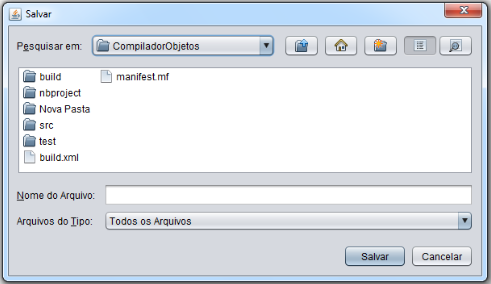 Salvar
Pesquisar em: CompiladorObjetos
build manifest.mf
nbproject
Nova Pasta
src
test
build.xml
Nome do Arquivo:
Arquivos do Tipo: Todos os Arquivos
Salvar Cancelar